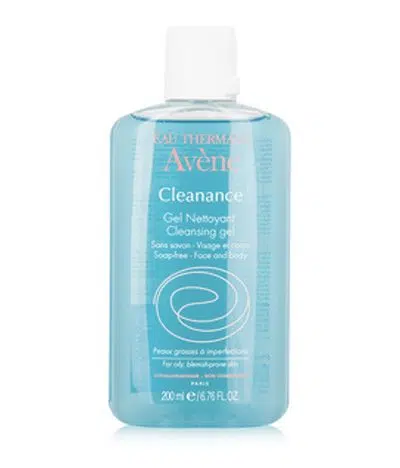 EAU THERMALE
Avène
Cleanance
Gel Nettoyant
Cleansing gel
Sans savon - Visage et corps
Soap-free - Face and body
Peaux grasses à imperfections
For oily, blemish-prone skin
PARIS
200 ml e / 6.76 FL. OZ.